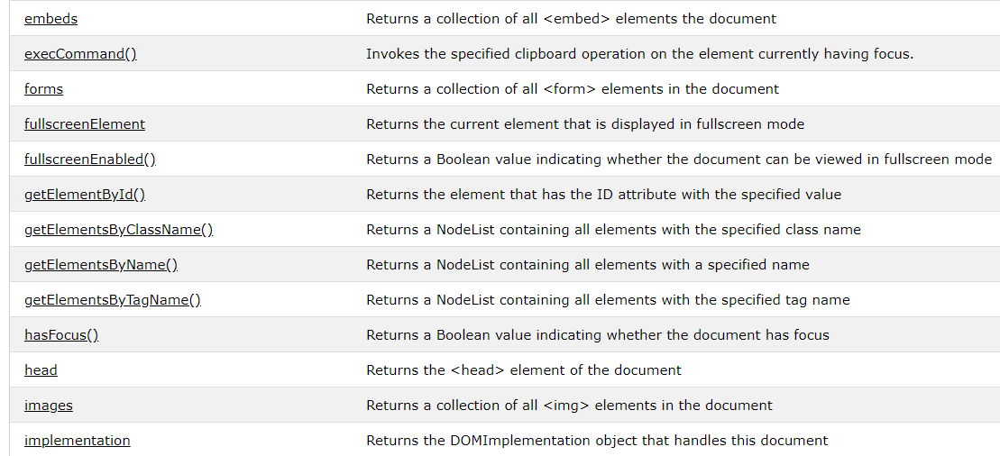 embeds Returns a collection of all <embed> elements the document
execCommand() Invokes the specified clipboard operation on the element currently having focus.
forms Returns a collection of all <form> elements in the document
fullscreenElement Returns the current element that is displayed in fullscreen mode
fullscreenEnabled() Returns a Boolean value indicating whether the document can be viewed in fullscreen mode
getElementById() Returns the element that has the ID attribute with the specified value
getElementsByClassName() Returns a NodeList containing all elements with the specified class name
getElementsByName() Returns a NodeList containing all elements with a specified name
getElementsByTagName() Returns a NodeList containing all elements with the specified tag name
hasFocus() Returns a Boolean value indicating whether the document has focus
head Returns the <head> element of the document
images Returns a collection of all <img> elements in the document
implementation Returns the DOMImplementation object that handles this document